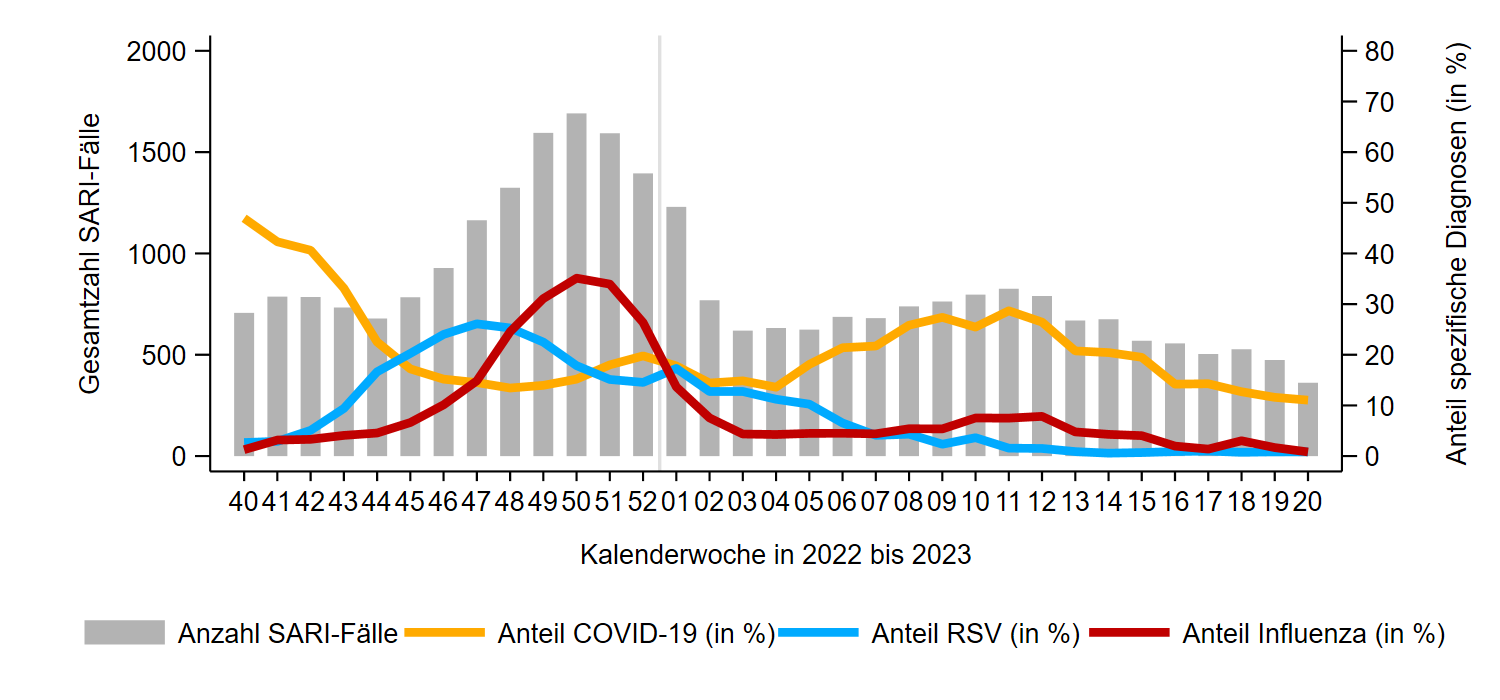 Gesamtzahl SARI-Fälle
2000
1500
1000
500
0
80
70
60
50
40
30
20
10
0
Anteil spezifische Diagnosen (in %)
40 41 42 43 44 45 46 47 48 49 50 51 52 01 02 03 04 05 06 07 08 09 10 11 12 13 14 15 16 17 18 19 20
Kalenderwoche in 2022 bis 2023
Anzahl SARI-Fälle Anteil COVID-19 (in %) Anteil RSV (in %) Anteil Influenza (in %)